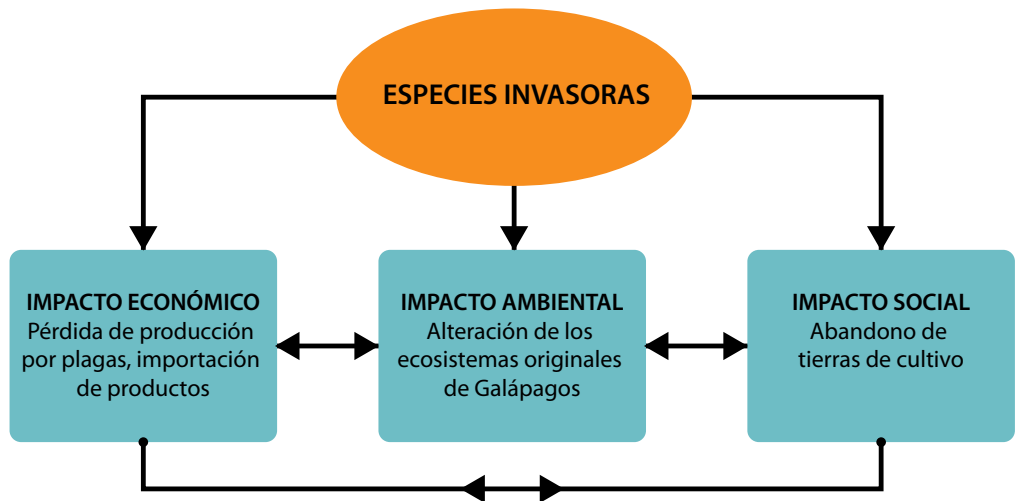 ESPECIES INVASORAS
IMPACTO ECONÓMICO
Pérdida de producción
por plagas, importación
de productos
IMPACTO AMBIENTAL
Alteración de los
ecosistemas originales
de Galápagos
IMPACTO SOCIAL
Abandono de
tierras de cultivo